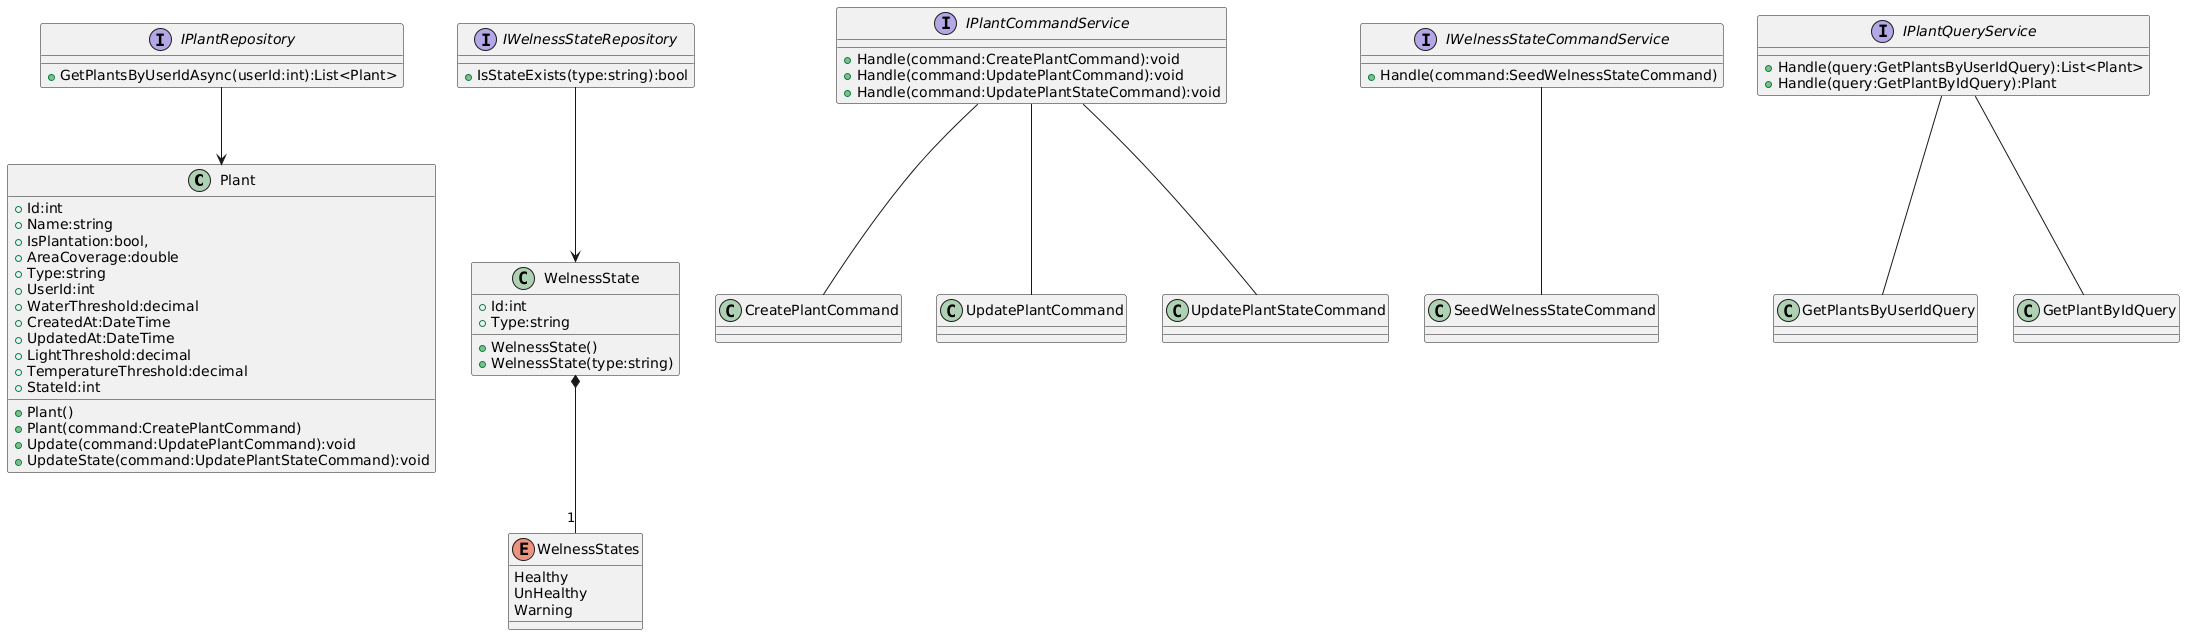 I IPlantRepository
GetPlantsByUserIdAsync(userId:int):List<Plant>
I IWelnessStateRepository
IsStateExists(type:string):bool
I IPlantCommandService
Handle(command:CreatePlantCommand):void
Handle(command:UpdatePlantCommand):void
Handle(command:UpdatePlantStateCommand):void
I IWelnessStateCommandService
Handle(command:SeedWelnessStateCommand)
I IPlantQueryService
Handle(query:GetPlantsByUserIdQuery):List<Plant>
Handle(query:GetPlantByIdQuery):Plant
C Plant
Id:int
Name:string
IsPlantation:bool,
AreaCoverage:double
Type:string
UserId:int
WaterThreshold:decimal
CreatedAt:DateTime
UpdatedAt:DateTime
LightThreshold:decimal
TemperatureThreshold:decimal
StateId:int
Plant()
Plant(command:CreatePlantCommand)
Update(command:UpdatePlantCommand):void
UpdateState(command:UpdatePlantStateCommand):void
C WelnessState
Id:int
Type:string
WelnessState()
WelnessState(type:string)
C CreatePlantCommand
C UpdatePlantCommand
C UpdatePlantStateCommand
C SeedWelnessStateCommand
C GetPlantsByUserIdQuery
C GetPlantByIdQuery
1
E WelnessStates
Healthy
UnHealthy
Warning